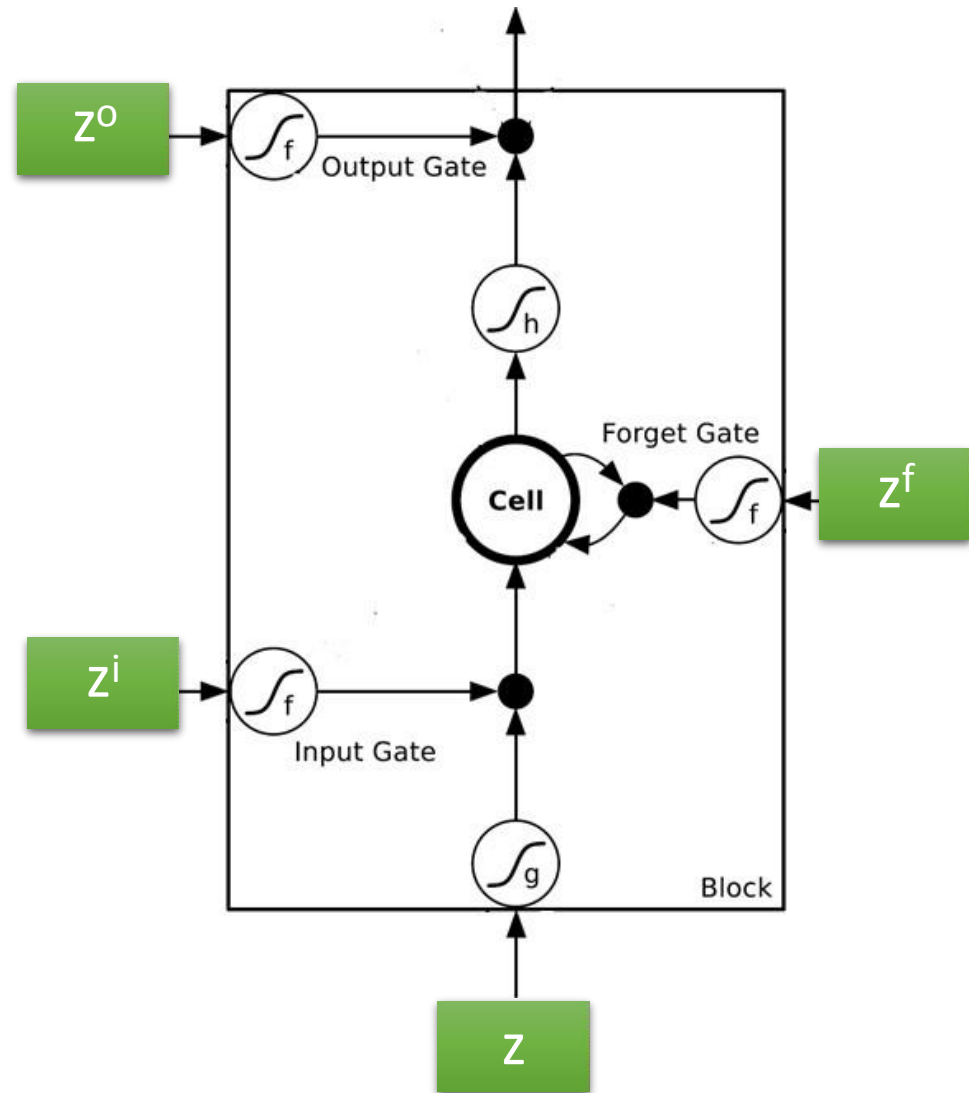 zᵒ
f
Output Gate
h
Forget Gate
Cell
f
zᶠ
zⁱ
f
Input Gate
g
Block
z